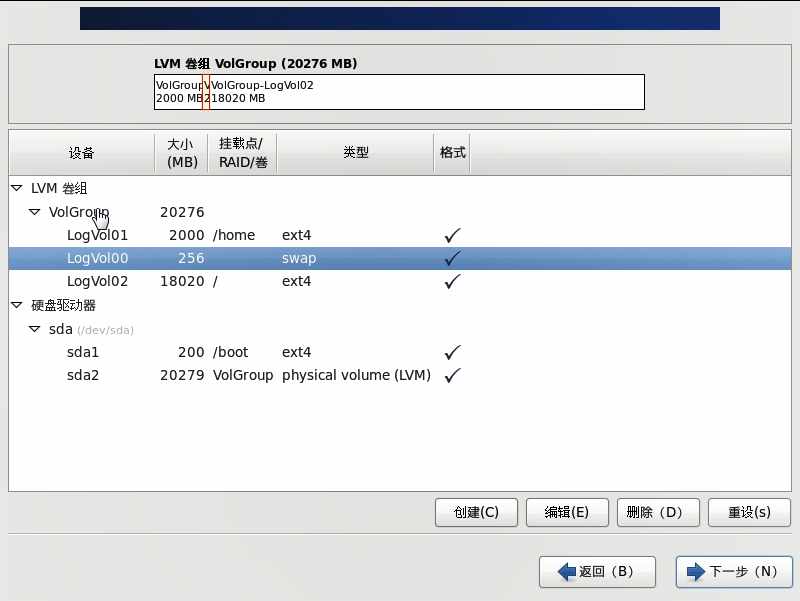 LVM 卷组 VolGroup (20276 MB)
VolGroup V VolGroup-LogVol02
2000 MB 2 18020 MB
设备 大小 (MB) 挂载点/ RAID/卷 类型 格式
LVM 卷组
VolGroup 20276
LogVol01 2000 /home ext4
LogVol00 256 swap
LogVol02 18020 / ext4
硬盘驱动器
sda (/dev/sda)
sda1 200 /boot ext4
sda2 20279 VolGroup physical volume (LVM)
创建(C) 编辑(E) 删除（D） 重设(s)
返回（B） 下一步（N）